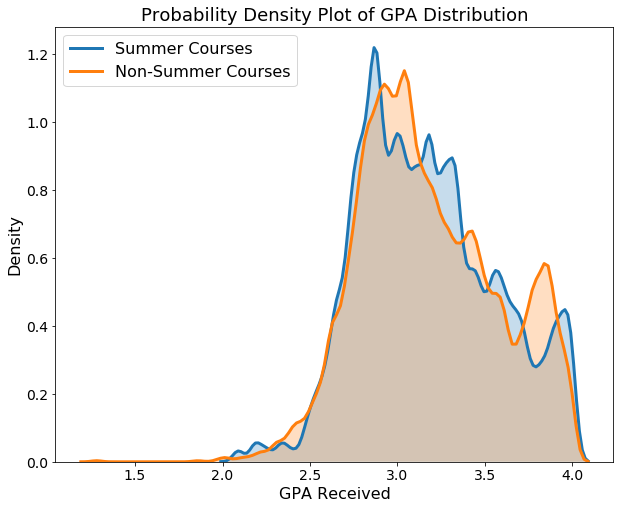 Probability Density Plot of GPA Distribution
Summer Courses
Non-Summer Courses
Density
1.2
1.0
0.8
0.6
0.4
0.2
0.0
1.5 2.0 2.5 3.0 3.5 4.0
GPA Received